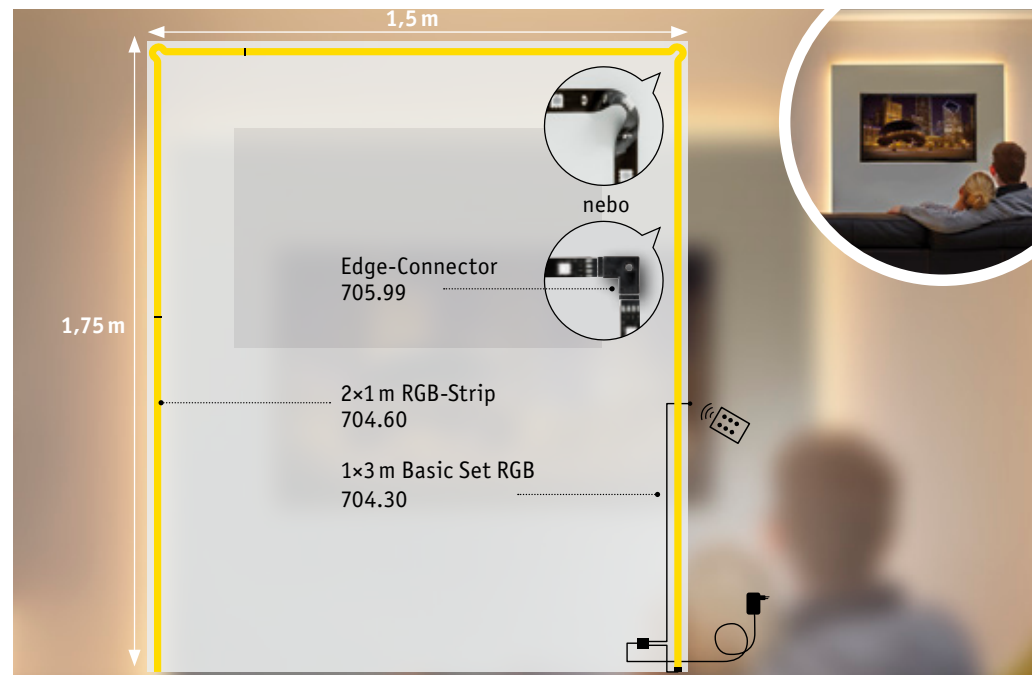 1,5 m
nebo
Edge-Connector
705.99
1,75 m
2×1 m RGB-Strip
704.60
1×3 m Basic Set RGB
704.30